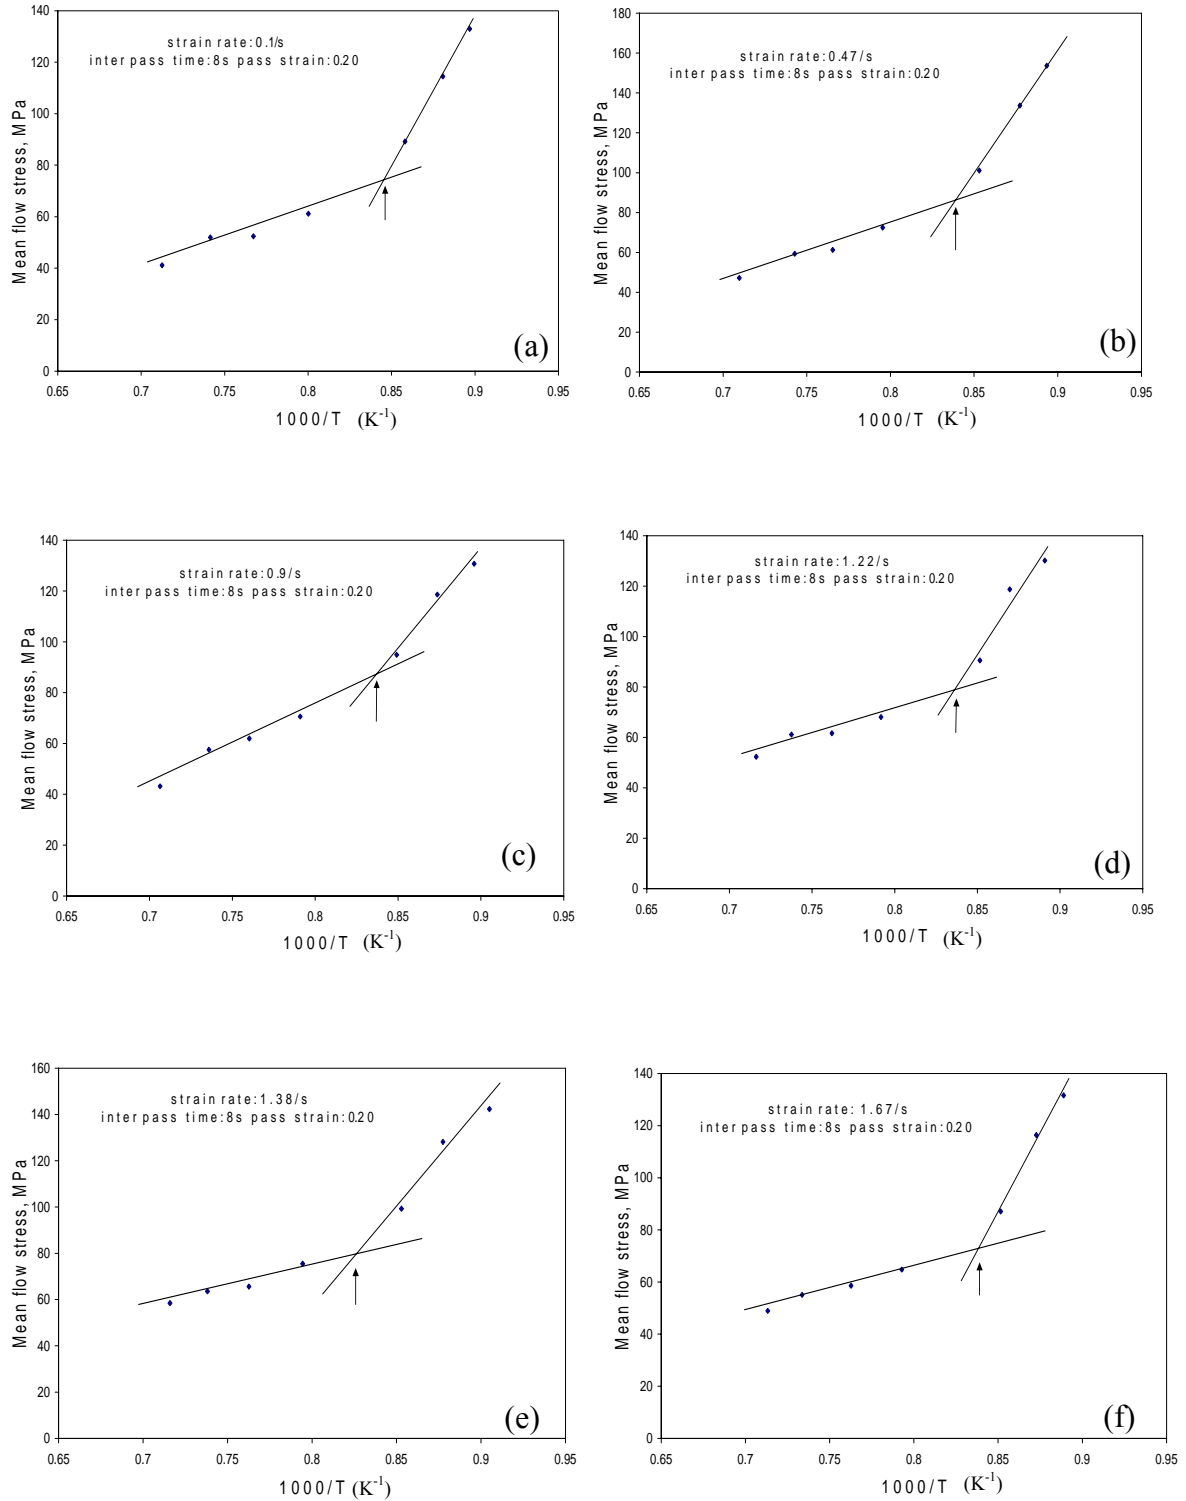 140
120
100
80
60
40
20
0
Mean flow stress, MPa
strain rate:0.1/s
inter pass time:8s pass strain:0.20
(a)
0.65 0.7 0.75 0.8 0.85 0.9 0.95
1000/T (K-1)
180
160
140
120
100
80
60
40
20
0
Mean flow stress, MPa
strain rate:0.47/s
inter pass time:8s pass strain:0.20
(b)
0.65 0.7 0.75 0.8 0.85 0.9 0.95
1000/T (K-1)
140
120
100
80
60
40
20
0
Mean flow stress, MPa
strain rate:0.9/s
inter pass time:8s pass strain:0.20
(c)
0.65 0.7 0.75 0.8 0.85 0.9 0.95
1000/T (K-1)
140
120
100
80
60
40
20
0
Mean flow stress, MPa
strain rate:1.22/s
inter pass time:8s pass strain:0.20
(d)
0.65 0.7 0.75 0.8 0.85 0.9 0.95
1000/T (K-1)
160
140
120
100
80
60
40
20
0
Mean flow stress, MPa
strain rate:1.38/s
inter pass time:8s pass strain:0.20
(e)
0.65 0.7 0.75 0.8 0.85 0.9 0.95
1000/T (K-1)
140
120
100
80
60
40
20
0
Mean flow stress, MPa
strain rate: 1.67/s
inter pass time:8s pass strain:0.20
(f)
0.65 0.7 0.75 0.8 0.85 0.9 0.95
1000/T (K-1)